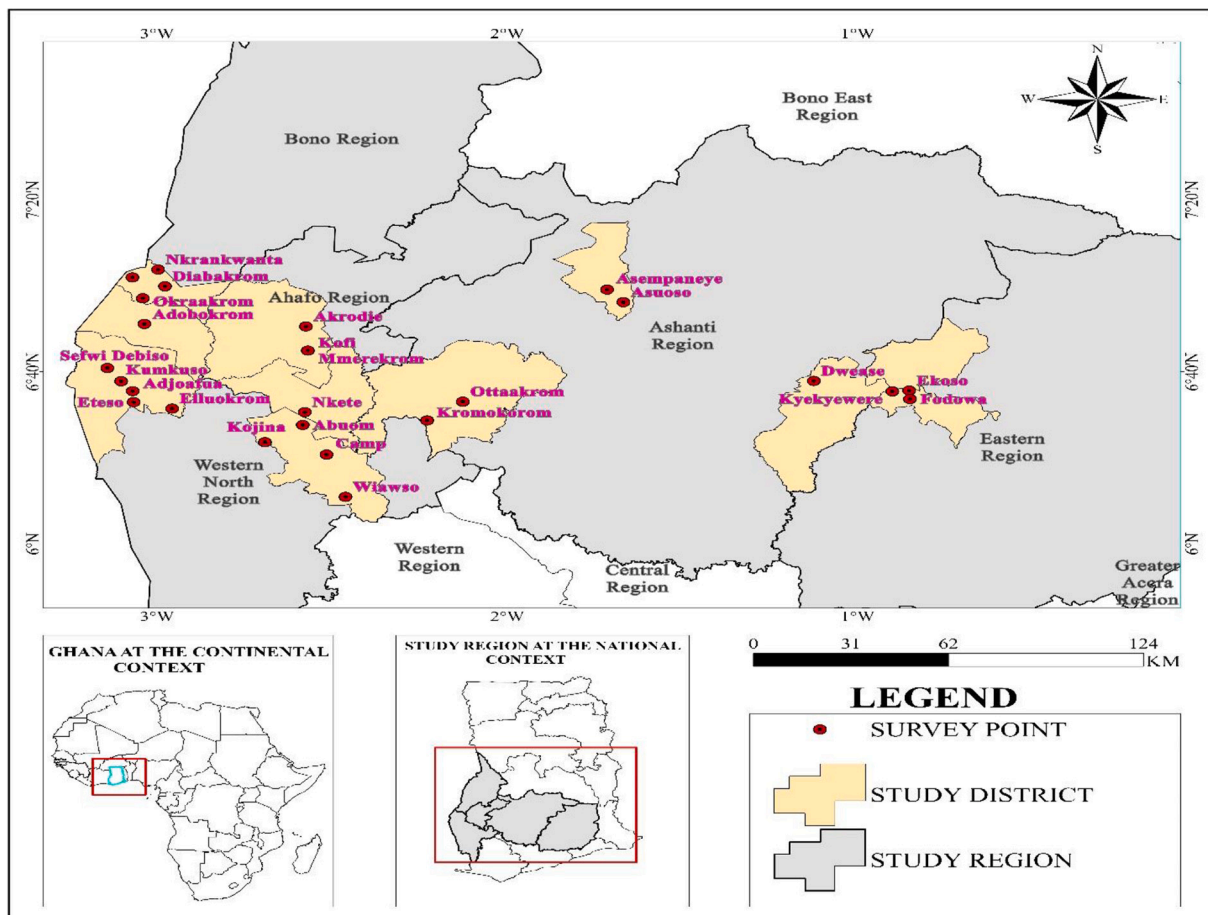 3°W 2°W 1°W
N
W E
S
Bono East
Region
Bono Region
7°20'N 7°20'N
Nkrankwanta
Diabakrom
Okraakrom
Adobokrom
Ahafo Region
Akrodie
Kofi
Mmerekrom
Asempaneye
Asuoso
Ashanti
Region
6°40'N 6°40'N
Sefwi Debiso
Kumkuso
Adjoafua
Eteso
Eiluokrom
Nkete
Abuom
Kojina
Camp
Wiawso
Ottaakrom
Kromokorom
Dwease
Kyekyewere
Ekoso
Fodowa
Eastern
Region
Western
North
Region
6°N 6°N
Western
Region
Central
Region
Greater
Accra
Region
3°W 2°W 1°W
GHANA AT THE CONTINENTAL
CONTEXT
STUDY REGION AT THE NATIONAL
CONTEXT
0 31 62 124
KM
LEGEND
SURVEY POINT
STUDY DISTRICT
STUDY REGION